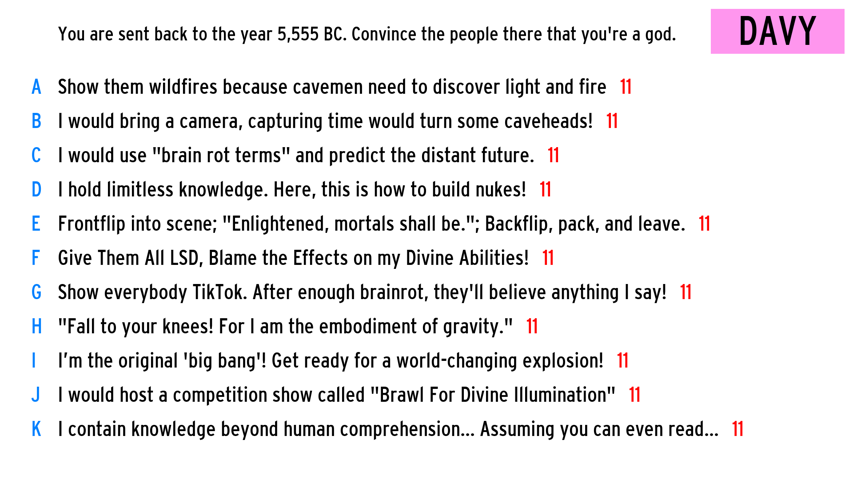 You are sent back to the year 5,555 BC. Convince the people there that you're a god.
DAVY
A Show them wildfires because cavemen need to discover light and fire 11
B I would bring a camera, capturing time would turn some caveheads! 11
C I would use "brain rot terms" and predict the distant future. 11
D I hold limitless knowledge. Here, this is how to build nukes! 11
E Frontflip into scene; "Enlightened, mortals shall be."; Backflip, pack, and leave. 11
F Give Them All LSD, Blame the Effects on my Divine Abilities! 11
G Show everybody TikTok. After enough brainrot, they'll believe anything I say! 11
H "Fall to your knees! For I am the embodiment of gravity." 11
I I’m the original 'big bang'! Get ready for a world-changing explosion! 11
J I would host a competition show called "Brawl For Divine Illumination" 11
K I contain knowledge beyond human comprehension... Assuming you can even read... 11